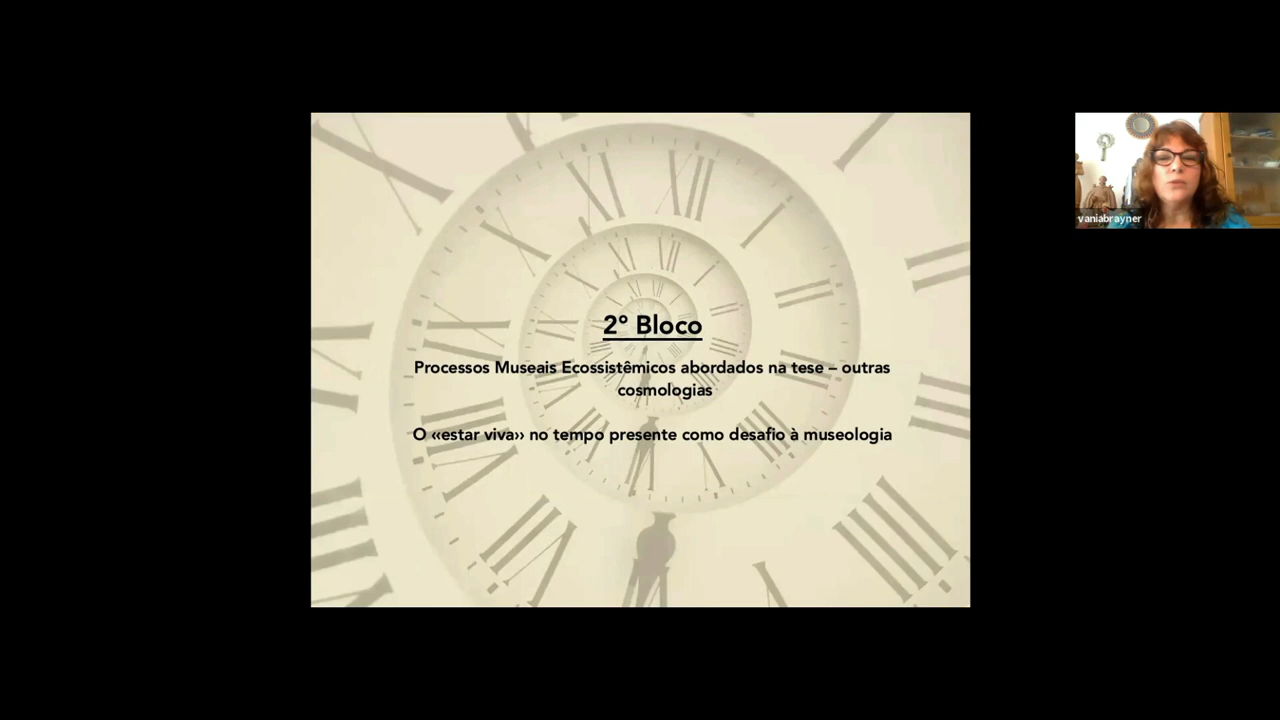 2° Bloco
Processos Museais Ecossistêmicos abordados na tese – outras
cosmologias
O «estar viva» no tempo presente como desafio à museologia
vaniabrayner